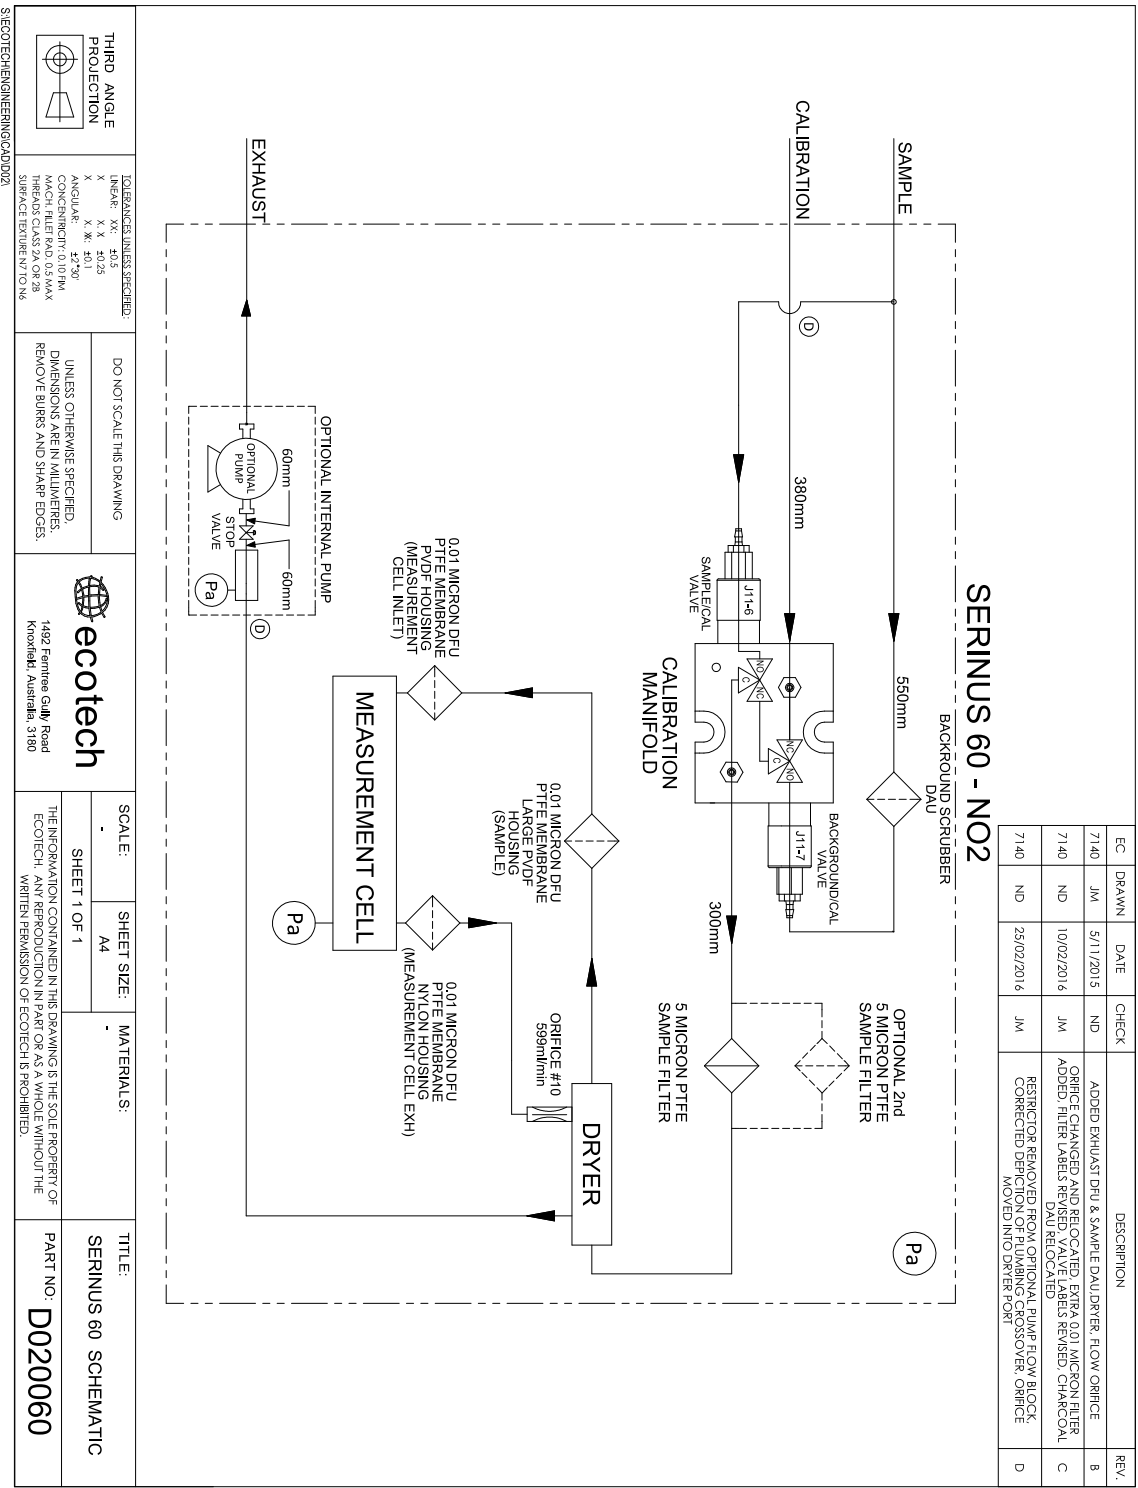 EC DRAWN DATE CHECK DESCRIPTION REV.
7140 JM 5/11/2015 ND ADDED EXHUAST DFU & SAMPLE DAU,DRYER, FLOW ORIFICE B
7140 ND 10/02/2016 JM ORIFICE CHANGED AND RELOCATED, EXTRA 0.01 MICRON FILTER
ADDED, FILTER LABELS REVISED, VALVE LABELS REVISED, CHARCOAL
DAU RELOCATED C
7140 ND 25/02/2016 JM RESTRICTOR REMOVED FROM OPTIONAL PUMP FLOW BLOCK,
CORRECTED DEPICTION OF PLUMBING CROSSOVER, ORIFICE
MOVED INTO DRYER PORT D
SERINUS 60 - NO2
SAMPLE
550mm
BACKROUND SCRUBBER
DAU
Pa
CALIBRATION
D
380mm
BACKGROUND/CAL
VALVE
J11-7
OPTIONAL 2nd
5 MICRON PTFE
SAMPLE FILTER
NC
NO
C
J11-6
NO
NC
C
SAMPLE/CAL
VALVE
CALIBRATION
MANIFOLD
300mm
5 MICRON PTFE
SAMPLE FILTER
DRYER
ORIFICE #10
599ml/min
0.01 MICRON DFU
PTFE MEMBRANE
LARGE PVDF
HOUSING
(SAMPLE)
0.01 MICRON DFU
PTFE MEMBRANE
PVDF HOUSING
(MEASUREMENT
CELL INLET)
MEASUREMENT CELL
Pa
0.01 MICRON DFU
PTFE MEMBRANE
NYLON HOUSING
(MEASUREMENT CELL EXH)
OPTIONAL INTERNAL PUMP
60mm
60mm
OPTIONAL
PUMP
STOP
VALVE
Pa
D
EXHAUST
THIRD ANGLE
PROJECTION
TOLERANCES UNLESS SPECIFIED:
LINEAR: XX: ±0.5
X X. X ±0.25
X X. XX: ±0.1
ANGULAR: ±2°30'
CONCENTRICITY: 0.10 FIM
MACH. FILLET RAD. 0.5 MAX
THREADS CLASS 2A OR 2B
SURFACE TEXTURE N7 TO N6
DO NOT SCALE THIS DRAWING
UNLESS OTHERWISE SPECIFIED,
DIMENSIONS ARE IN MILLIMETRES.
REMOVE BURRS AND SHARP EDGES.
ecotech
1492 Ferntree Gully Road
Knoxfield, Australia, 3180
SCALE:
-
SHEET SIZE:
A4
MATERIALS:
-
SHEET 1 OF 1
THE INFORMATION CONTAINED IN THIS DRAWING IS THE SOLE PROPERTY OF
ECOTECH. ANY REPRODUCTION IN PART OR AS A WHOLE WITHOUT THE
WRITTEN PERMISSION OF ECOTECH IS PROHIBITED.
TITLE:
SERINUS 60 SCHEMATIC
PART NO: D020060
S:\ECOTECH\ENGINEERING\CAD\D02\